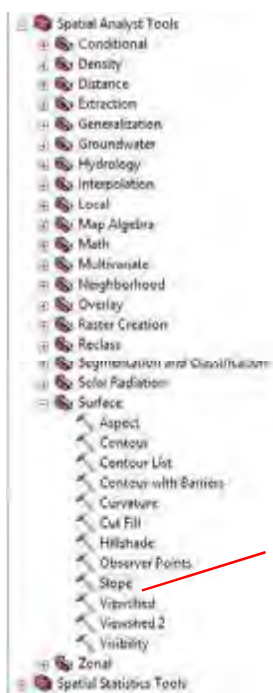 Spatial Analyst Tools
Conditional
Density
Distance
Extraction
Generalization
Groundwater
Hydrology
Interpolation
Local
Map Algebra
Math
Multivariate
Neighborhood
Overlay
Raster Creation
Reclass
Segmentation and Classification
Solar Radiation
Surface
Aspect
Contour
Contour List
Contour with Barriers
Curvature
Cut Fill
Hillshade
Observer Points
Slope
Viewshed
Viewshed 2
Visibility
Zonal
Spatial Statistics Tools